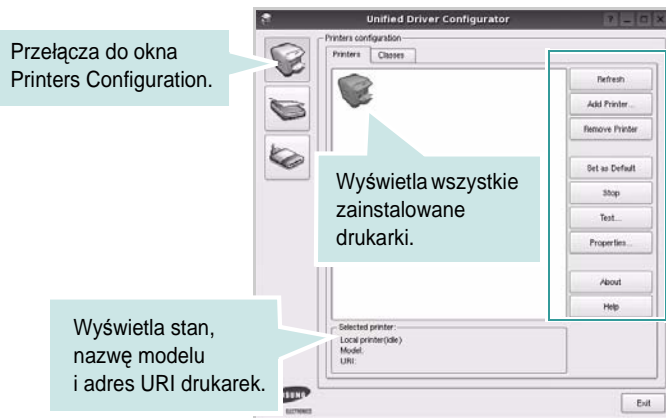 Unified Driver Configurator
Przełącza do okna
Printers Configuration.
Printers configuration
Printers
Classes
Refresh
Add Printer...
Remove Printer
Set as Default
Stop
Test...
Properties...
About
Help
Wyświetla wszystkie
zainstalowane
drukarki.
Wyświetla stan,
nazwę modelu
i adres URI drukarek.
Selected printer:
Local printer(idle)
Model:
URI:
Exit